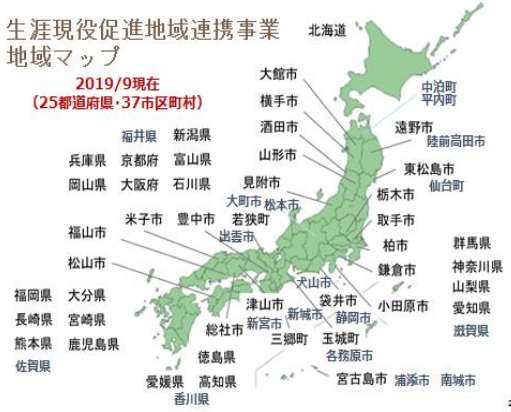 生涯現役促進地域連携事業
地域マップ
2019/9現在
（25都道府県・37市区町村）
北海道
大館市
中泊町
平内町
横手市
酒田市
遠野市
陸前高田市
山形市
東松島市
仙台町
福井県 新潟県
兵庫県 京都府 富山県
岡山県 大阪府 石川県
見附市
大町市 松本市
栃木市
取手市
米子市 豊中市 若狭町
出雲市
福山市
柏市
松山市
鎌倉市
群馬県
神奈川県
山梨県
愛知県
滋賀県
犬山市
袋井市
静岡市
小田原市
福岡県 大分県
長崎県 宮崎県
熊本県 鹿児島県
佐賀県
総社市
津山市
新宮市
新城市
三郷町
玉城町
各務原市
徳島県
愛媛県 高知県
香川県
宮古島市 浦添市 南城市